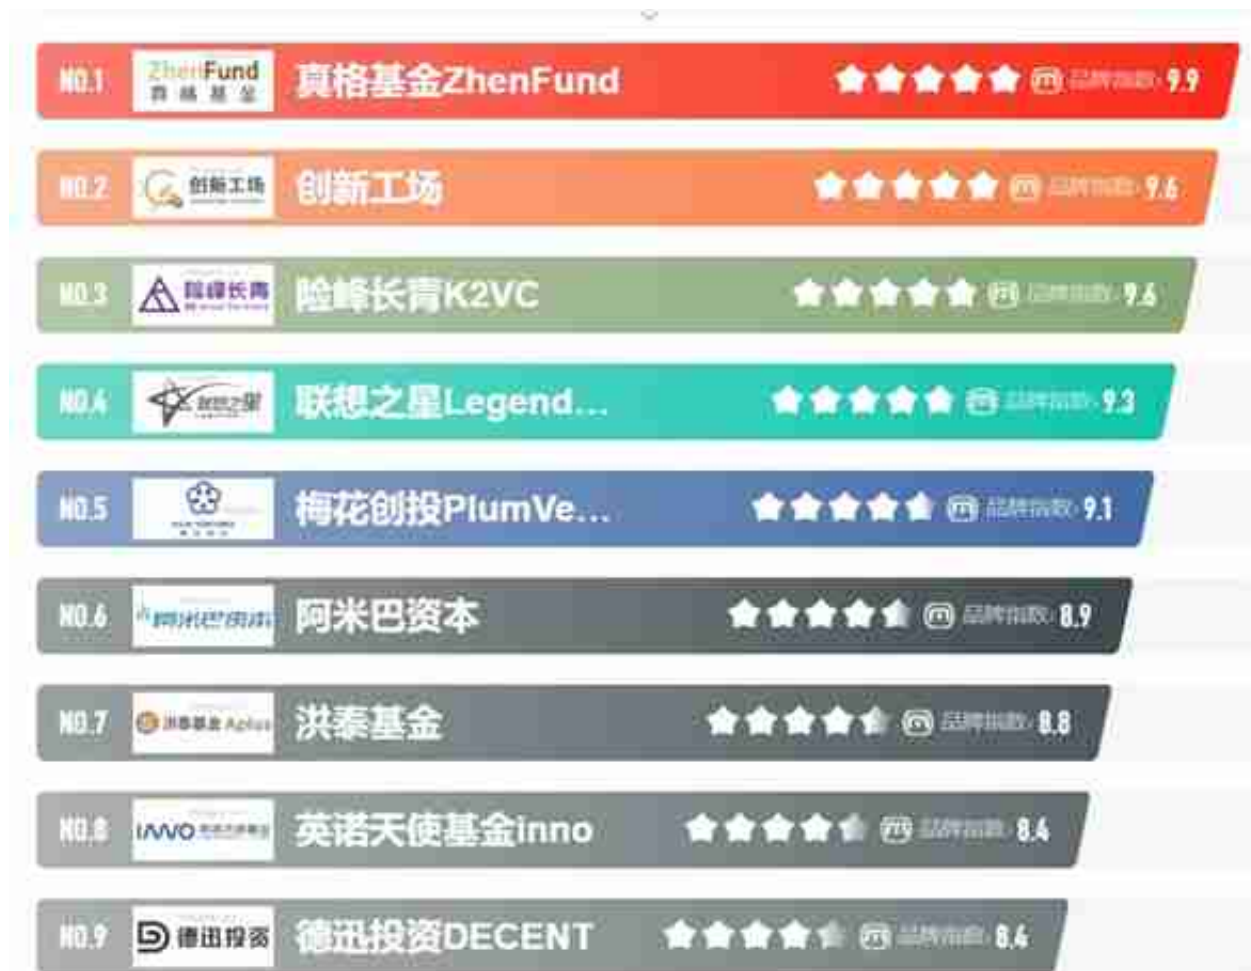 NO.1 ZhenFund 真格基金 真格基金ZhenFund 品牌指数: 9.9
NO.2 创新工场 创新工场 品牌指数: 9.6
NO.3 险峰长青 险峰长青K2VC 品牌指数: 9.6
NO.4 联想之星 联想之星Legend... 品牌指数: 9.3
NO.5 梅花创投PlumVe... 品牌指数: 9.1
NO.6 阿米巴资本 阿米巴资本 品牌指数: 8.9
NO.7 洪泰基金 Aplus 洪泰基金 品牌指数: 8.8
NO.8 INNO 英诺天使基金inno 品牌指数: 8.4
NO.9 德迅投资 德迅投资DECENT 品牌指数: 8.4